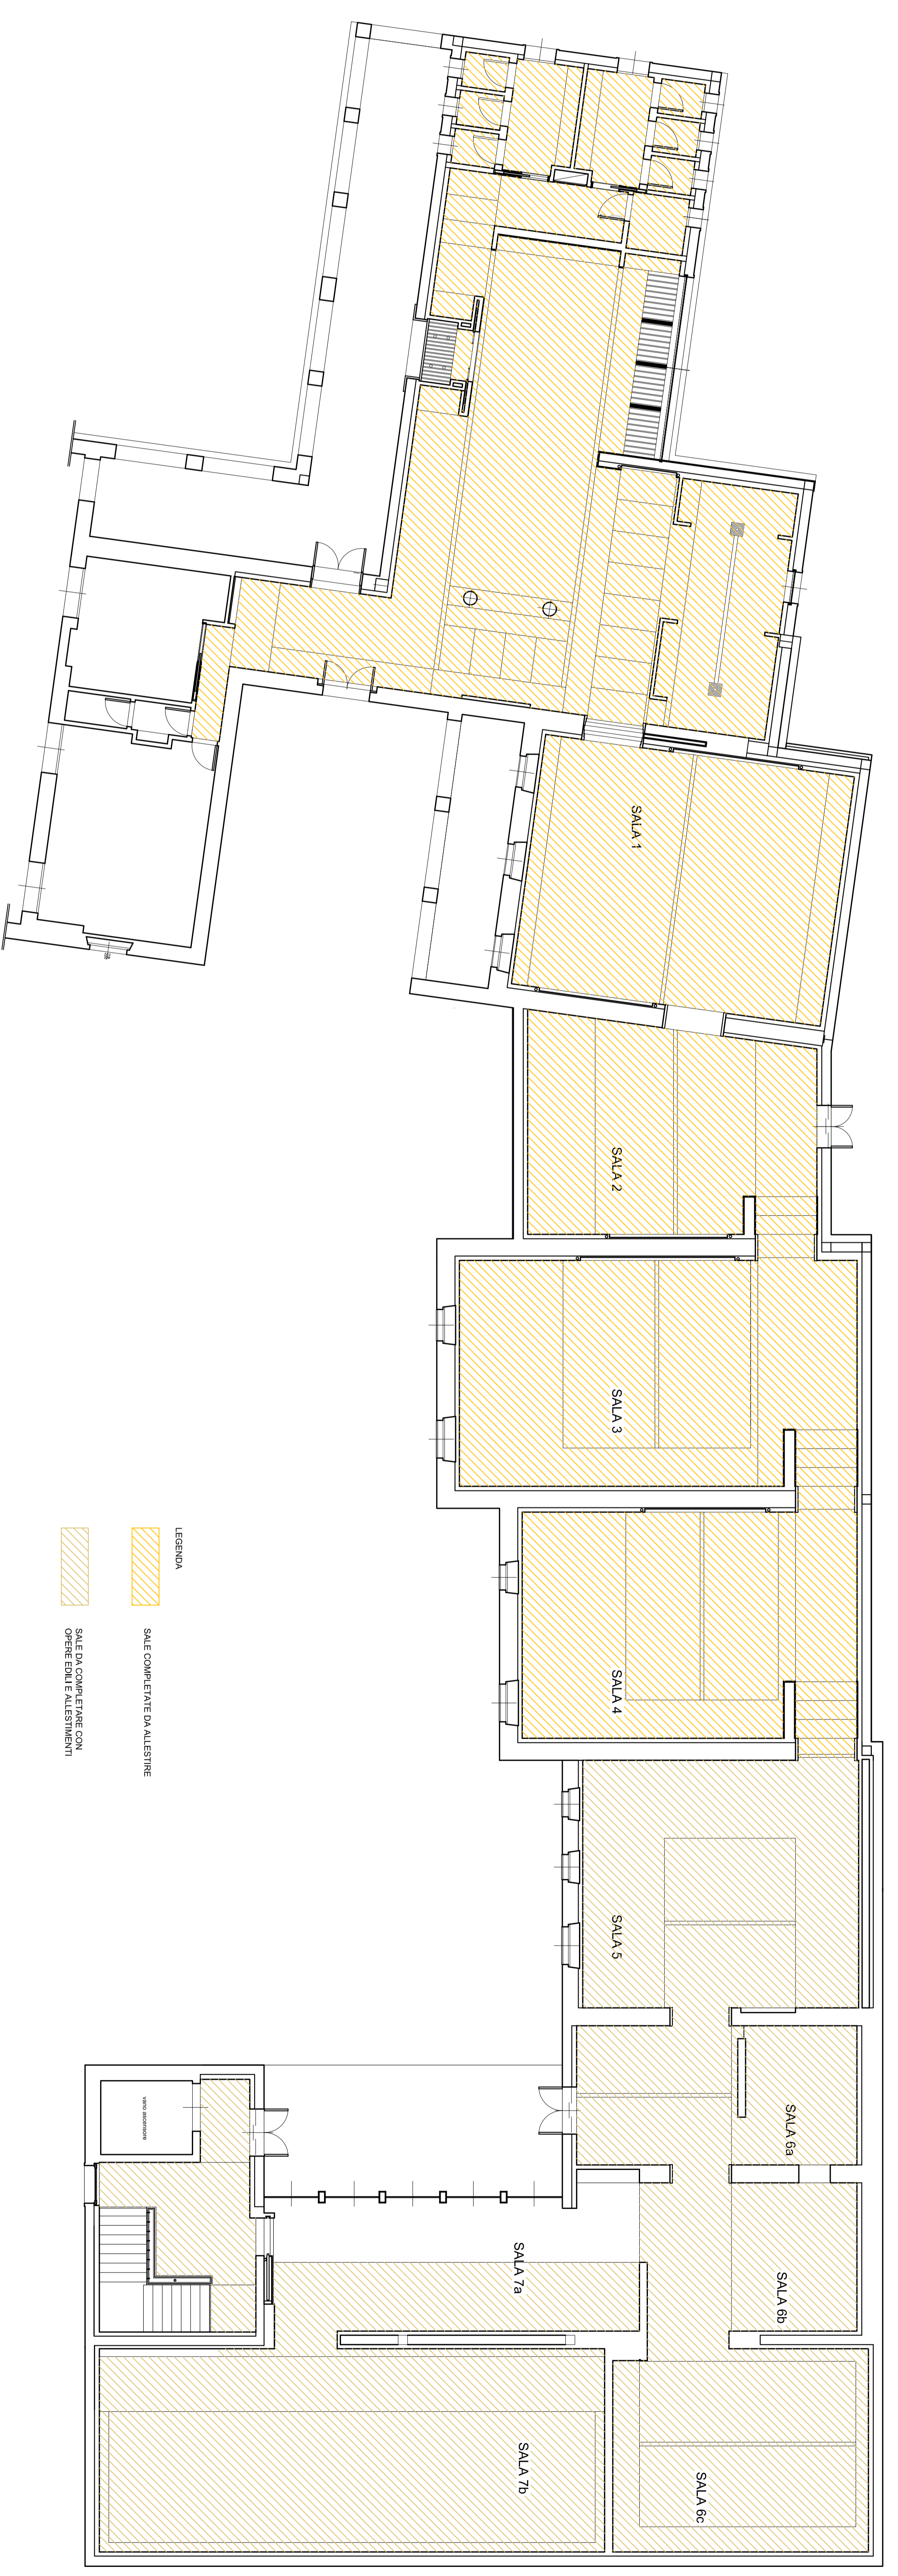 SALA 1
SALA 2
SALA 3
SALA 4
SALA 5
SALA 6a
SALA 6b
SALA 6c
SALA 7a
SALA 7b
vano ascensore
LEGENDA
SALE COMPLETATE DA ALLESTIRE
SALE DA COMPLETARE CON
OPERE EDILI E ALLESTIMENTI